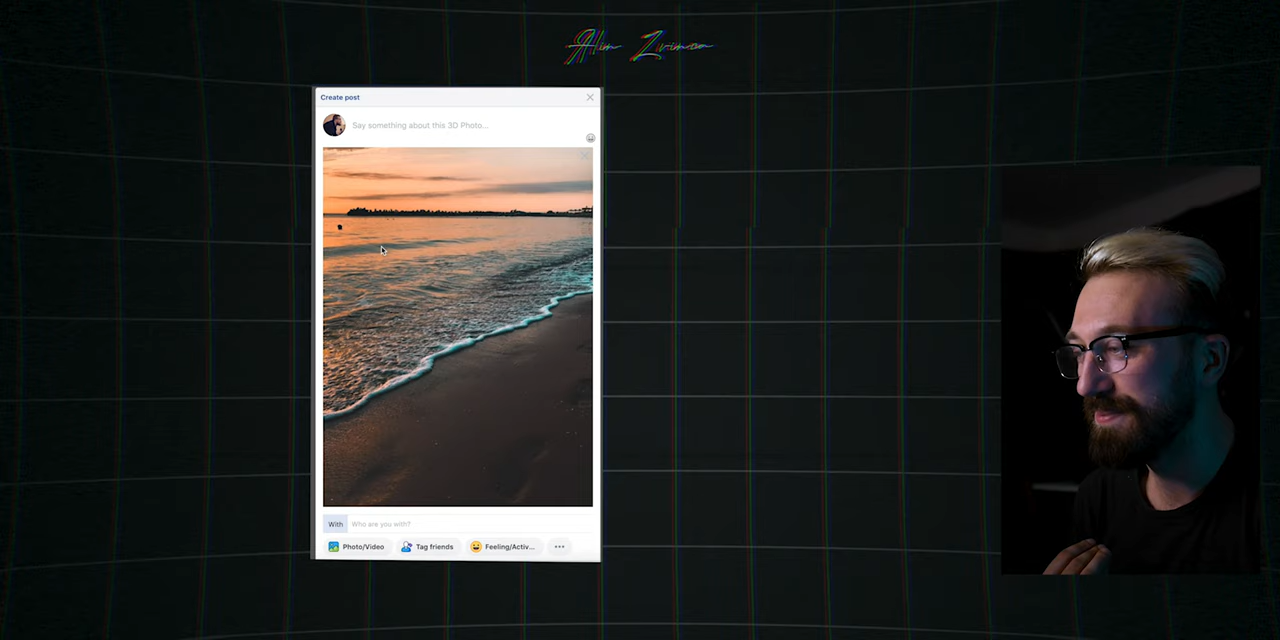 Create post
Say something about this 3D Photo...
With
Who are you with?
Photo/Video
Tag friends
Feeling/Activ...